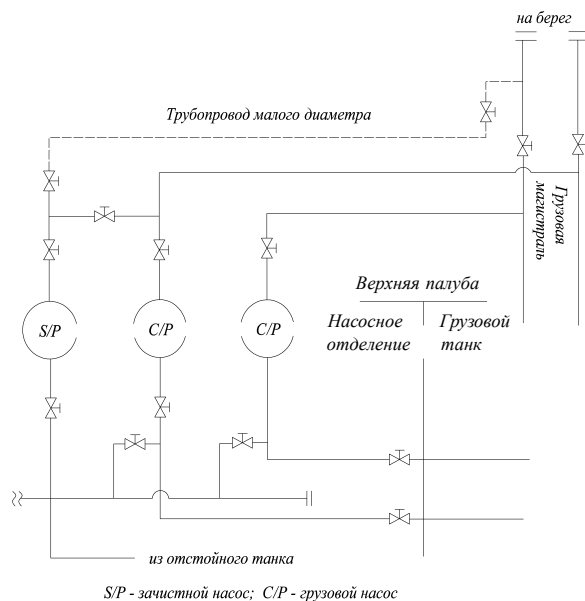 на берег
Трубопровод малого диаметра
Грузовая
магистраль
Верхняя палуба
Насосное
отделение
Грузовой
танк
S/P
C/P
C/P
из отстойного танка
S/P - зачистной насос; C/P - грузовой насос